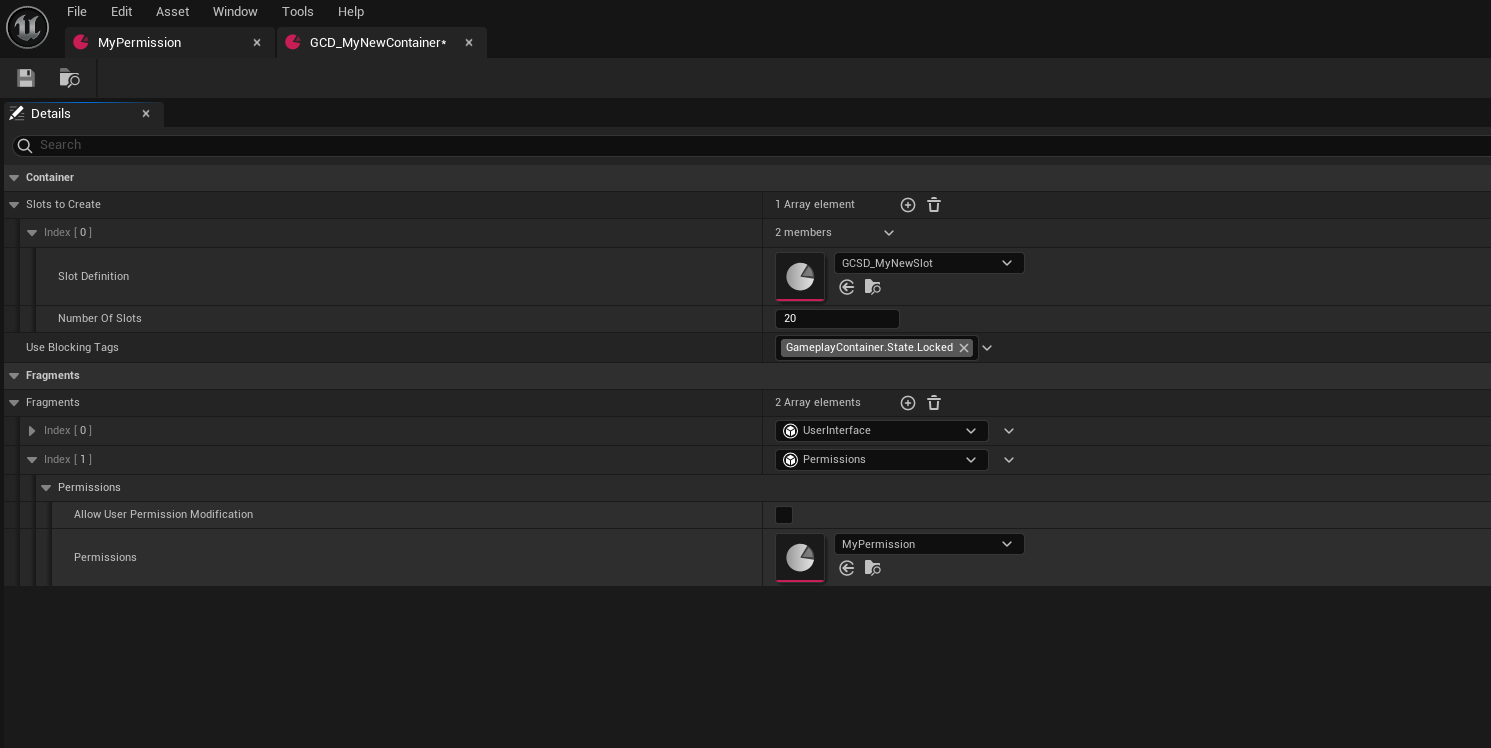 File Edit Asset Window Tools Help
MyPermission GCD_MyNewContainer*
Details
Search
Container
Slots to Create 1 Array element
Index [ 0 ] 2 members
Slot Definition GCSD_MyNewSlot
Number Of Slots 20
Use Blocking Tags GameplayContainer.State.Locked
Fragments
Fragments 2 Array elements
Index [ 0 ] UserInterface
Index [ 1 ] Permissions
Permissions
Allow User Permission Modification
Permissions MyPermission